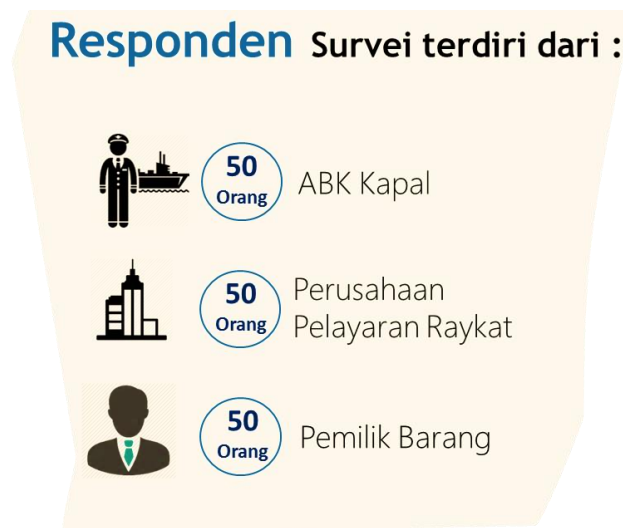 Responden Survei terdiri dari :
50
Orang
ABK Kapal
50
Orang
Perusahaan
Pelayaran Raykat
50
Orang
Pemilik Barang